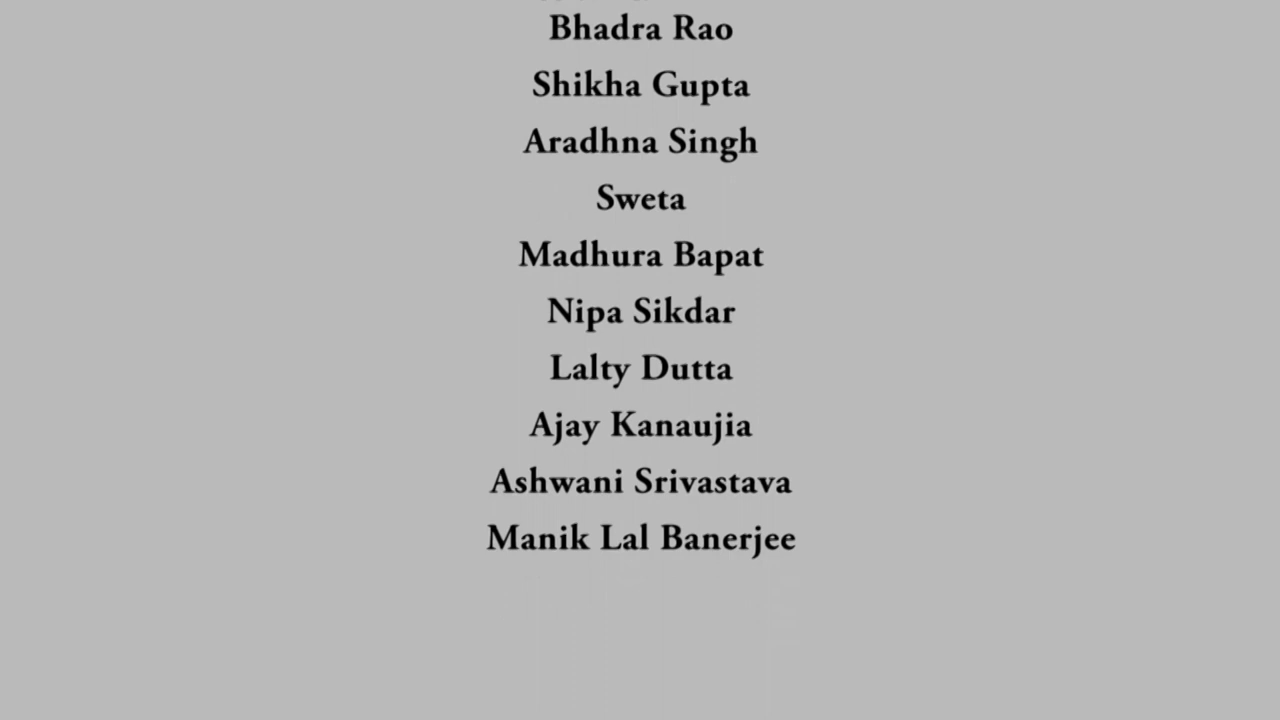 Bhadra Rao
Shikha Gupta
Aradhna Singh
Sweta
Madhura Bapat
Nipa Sikdar
Lalty Dutta
Ajay Kanaujia
Ashwani Srivastava
Manik Lal Banerjee